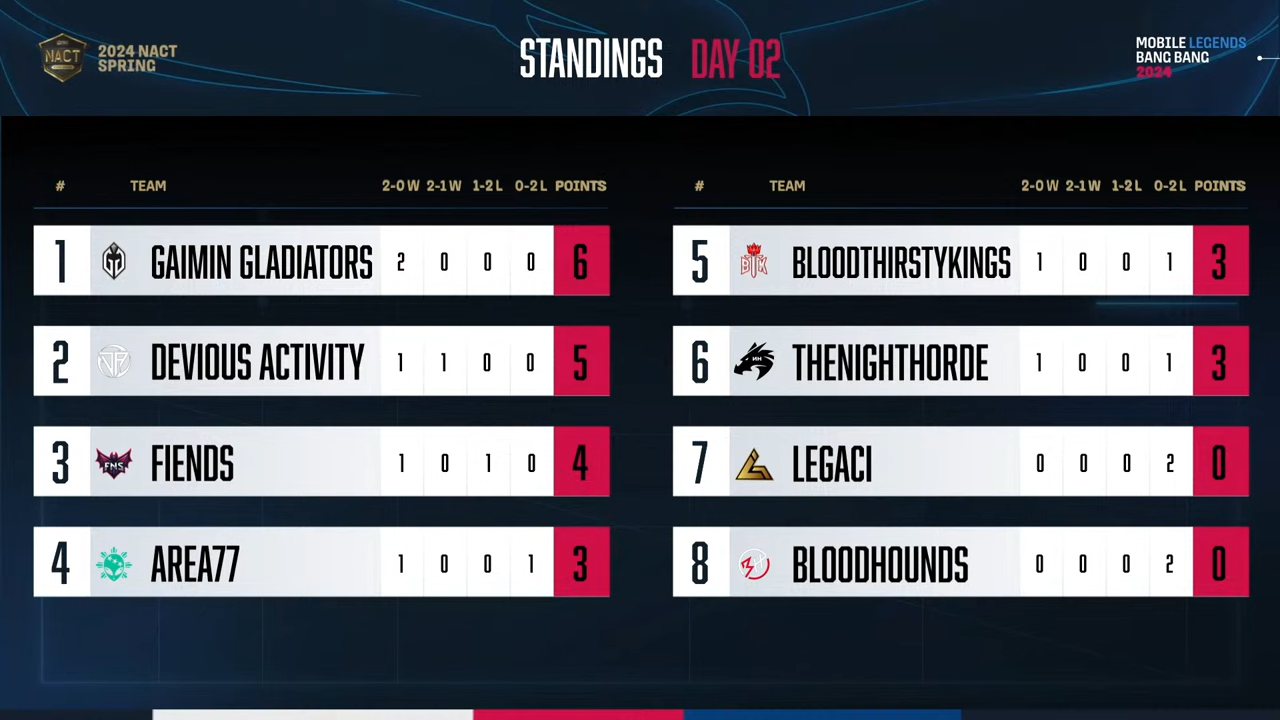 NACT
2024 NACT
SPRING
STANDINGS DAY 02
MOBILE LEGENDS
BANG BANG
2024
# TEAM 2-0 W 2-1 W 1-2 L 0-2 L POINTS
1 GAIMIN GLADIATORS 2 0 0 0 6
2 DEVIOUS ACTIVITY 1 1 0 0 5
3 FNS FIENDS 1 0 1 0 4
4 AREA77 1 0 0 1 3
# TEAM 2-0 W 2-1 W 1-2 L 0-2 L POINTS
5 BTK BLOODTHIRSTYKINGS 1 0 0 1 3
6 THENIGHTHORDE 1 0 0 1 3
7 LEGACI 0 0 0 2 0
8 BLOODHOUNDS 0 0 0 2 0